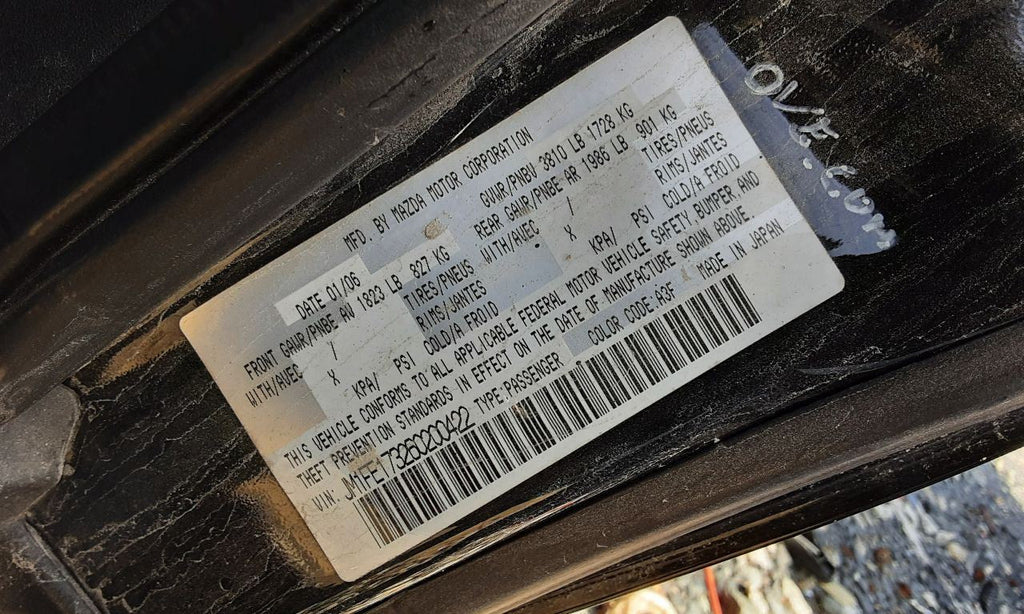 MFD. BY MAZDA MOTOR CORPORATION
DATE 01/06 GVWR/PNBV 3810 LB 1728 KG
FRONT GAWR/PNBE AV 1823 LB 827 KG REAR GAWR/PNBE AR 1986 LB 901 KG
WITH/AVEC / TIRES/PNEUS WITH/AVEC / TIRES/PNEUS
X RIMS/JANTES X RIMS/JANTES
KPA/ PSI COLD/A FROID KPA/ PSI COLD/A FROID
THIS VEHICLE CONFORMS TO ALL APPLICABLE FEDERAL MOTOR VEHICLE SAFETY, BUMPER, AND
THEFT PREVENTION STANDARDS IN EFFECT ON THE DATE OF MANUFACTURE SHOWN ABOVE.
VIN: JM1FE173260200422 TYPE:PASSENGER COLOR CODE: A3F MADE IN JAPAN